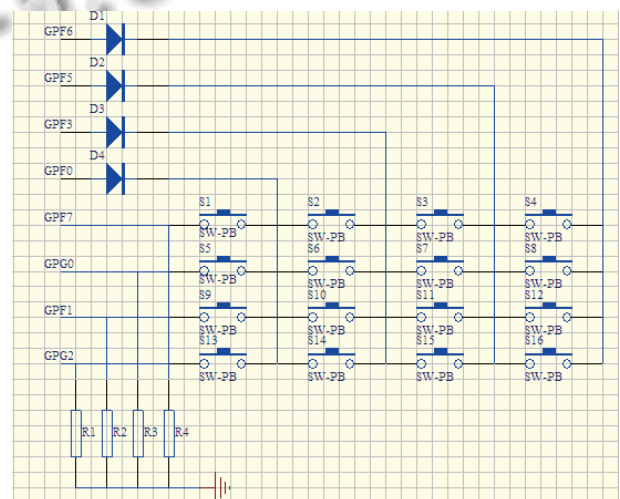 D1
GPF6
D2
GPF5
D3
GPF3
D4
GPF0
S1 S2 S3 S4
GPF7
SW-PB SW-PB SW-PB SW-PB
S5 S6 S7 S8
GPG0
SW-PB SW-PB SW-PB SW-PB
S9 S10 S11 S12
GPF1
SW-PB SW-PB SW-PB SW-PB
S13 S14 S15 S16
GPG2
SW-PB SW-PB SW-PB SW-PB
R1 R2 R3 R4